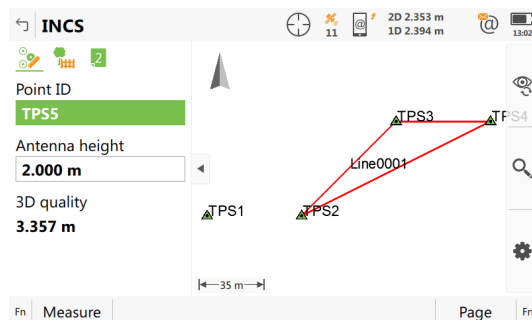 INCS
11
@
2D 2.353 m
1D 2.394 m
@
13:02
2
Point ID
TPS5
Antenna height
2.000 m
3D quality
3.357 m
TPS3
TPS4
Line0001
TPS1
TPS2
35 m
Fn Measure Page Fn